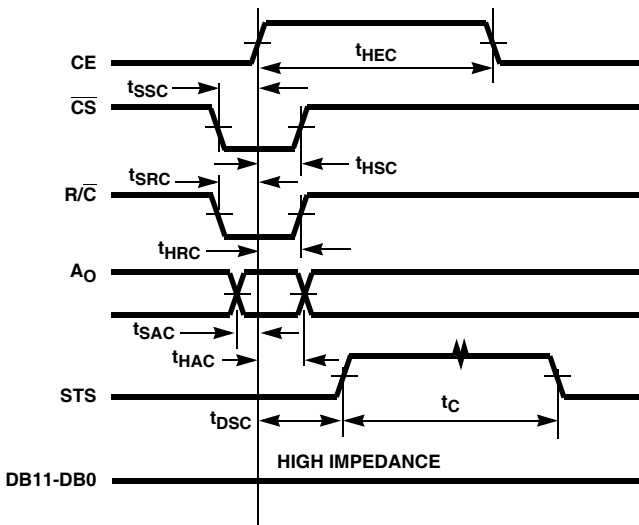 CE
tHEC
tSSC
CS
tHSC
tSRC
R/C
tHRC
AO
tSAC
tHAC
STS
tDSC
tC
HIGH IMPEDANCE
DB11-DB0